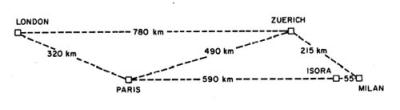 LONDON
ZUERICH
780 km
320 km
490 km
215 km
ISORA
590 km
55
PARIS
MILAN